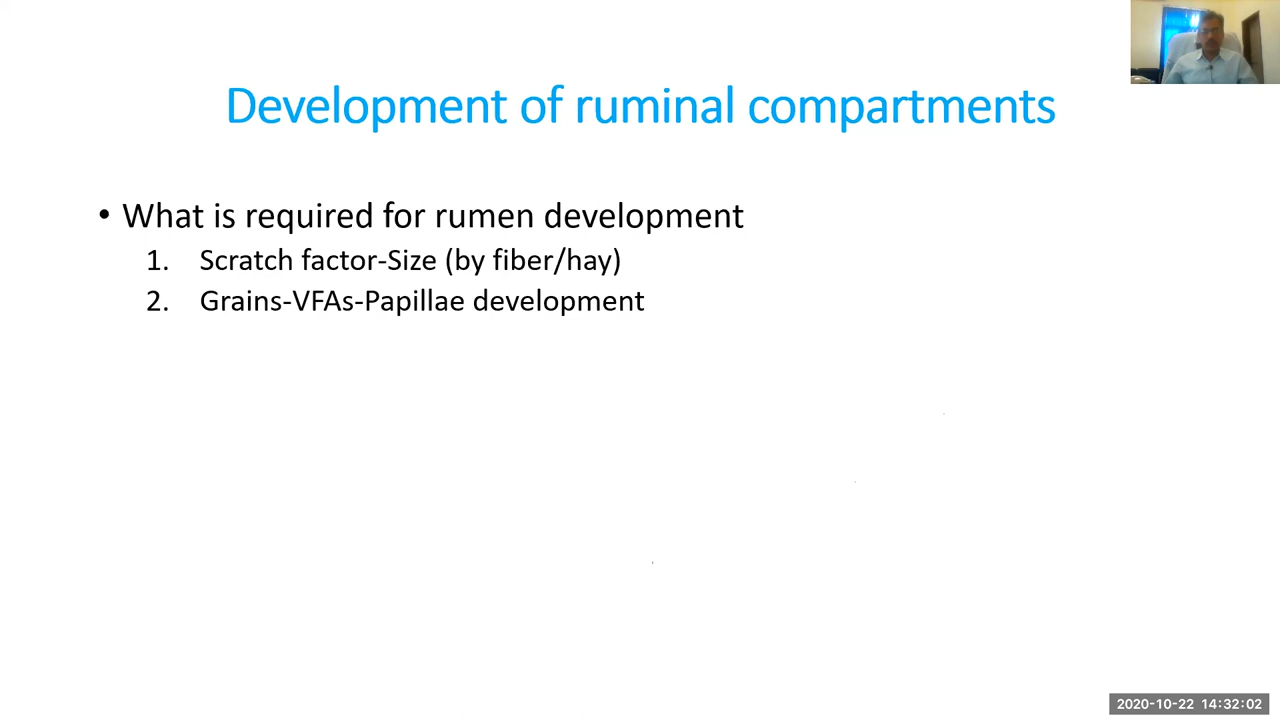 Development of ruminal compartments
• What is required for rumen development
1. Scratch factor-Size (by fiber/hay)
2. Grains-VFAs-Papillae development
2020-10-22 14:32:02